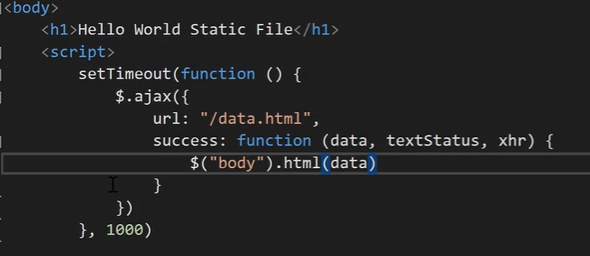 <body>
<h1>Hello World Static File</h1>
<script>
setTimeout(function () {
$.ajax({
url: "/data.html",
success: function (data, textStatus, xhr) {
$("body").html(data)
}
})
}, 1000)